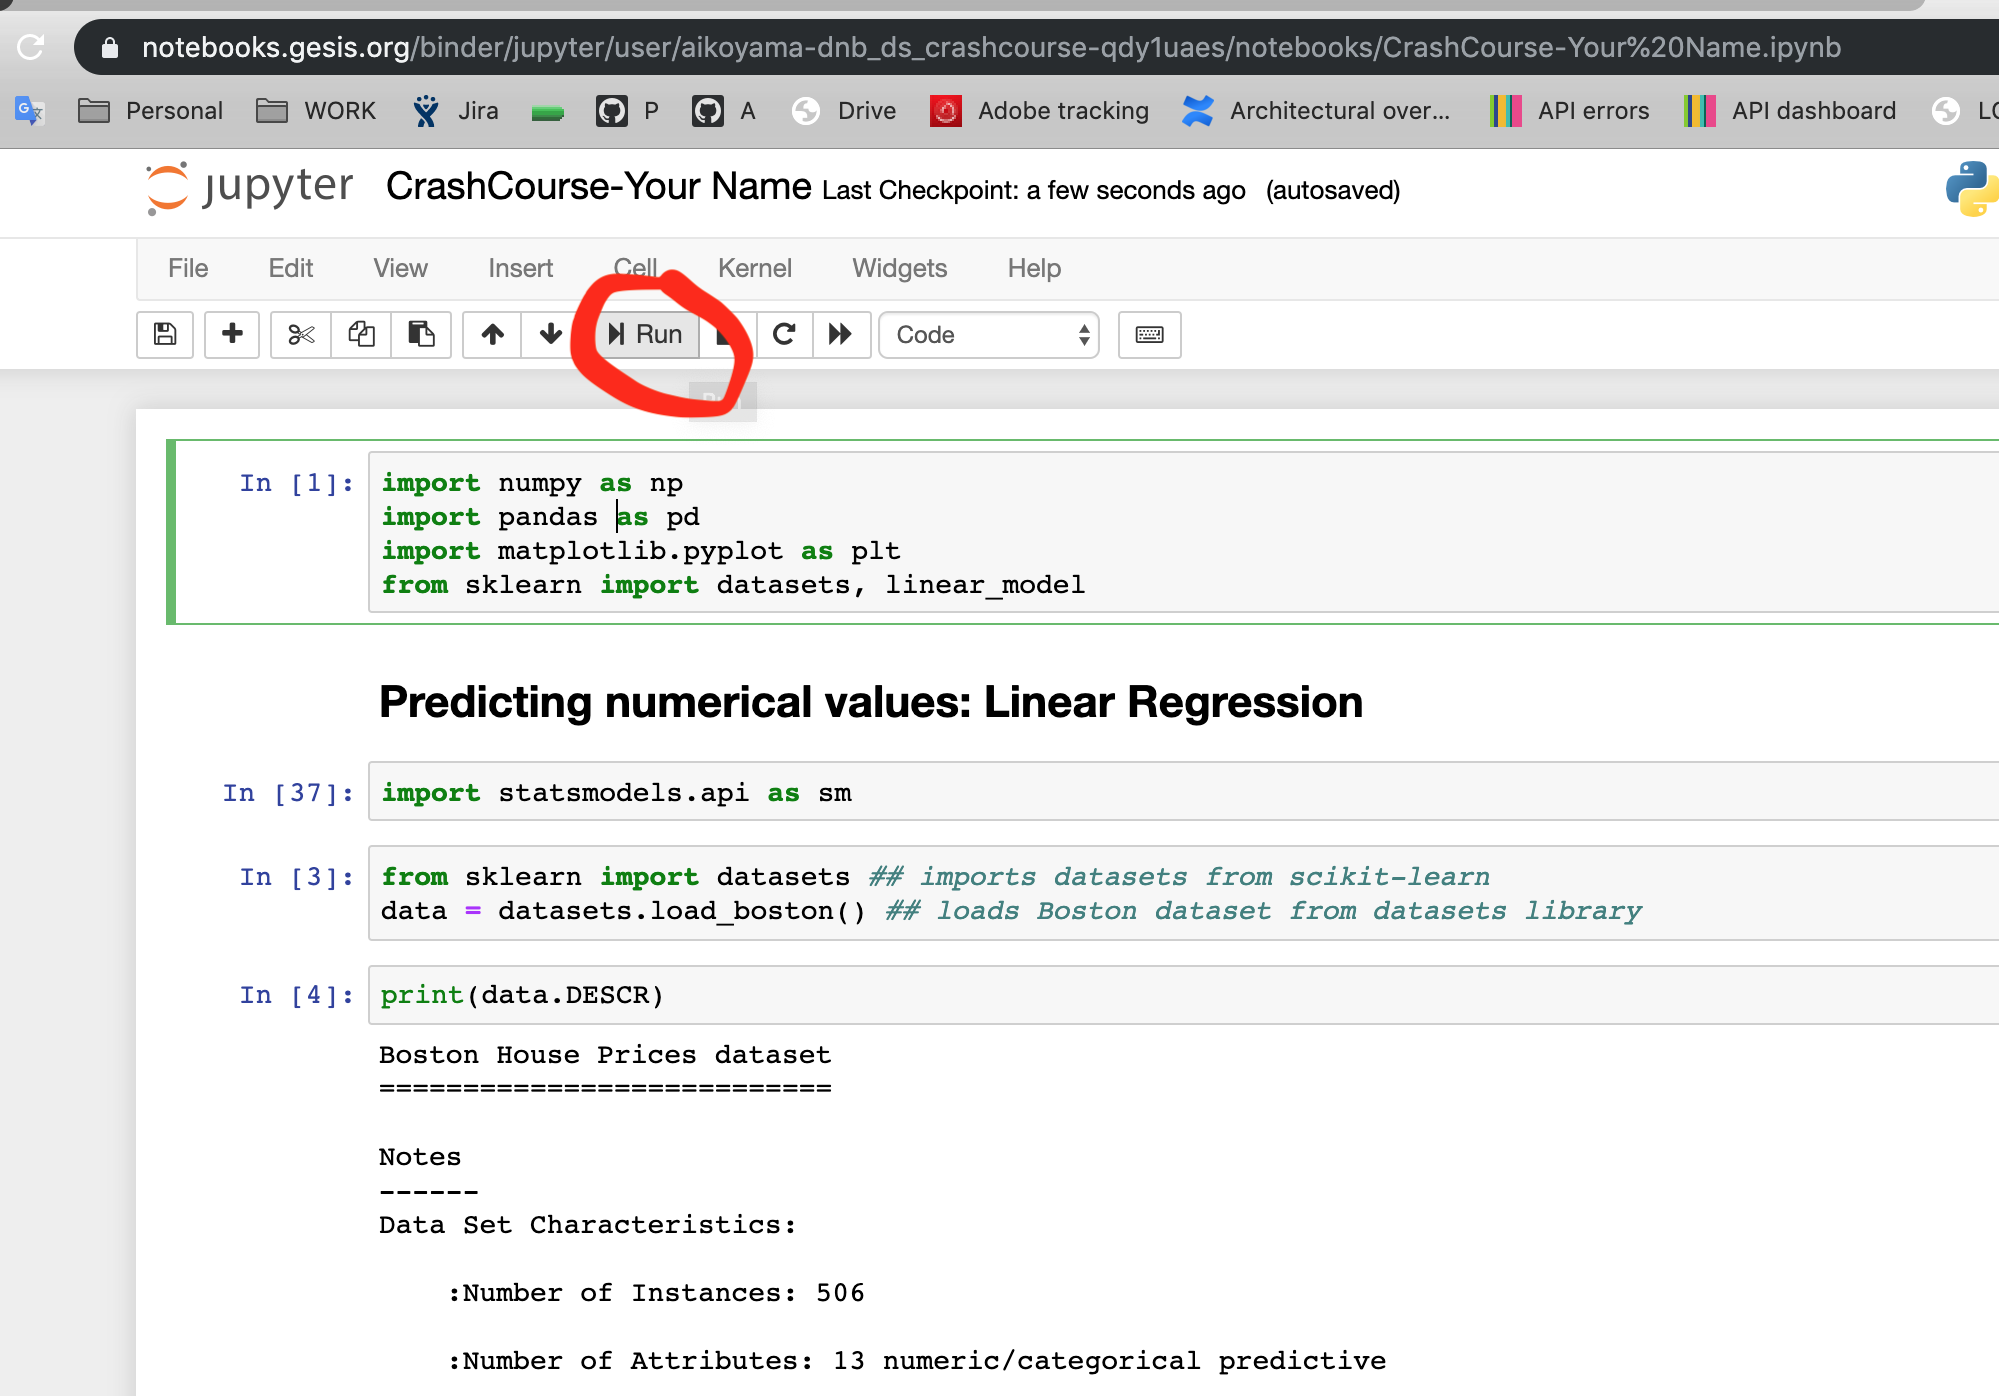 notebooks.gesis.org/binder/jupyter/user/aikoyama-dnb_ds_crashcourse-qdy1uaes/notebooks/CrashCourse-Your%20Name.ipynb
Personal WORK Jira P A Drive Adobe tracking Architectural over... API errors API dashboard
jupyter CrashCourse-Your Name Last Checkpoint: a few seconds ago (autosaved)
File Edit View Insert Cell Kernel Widgets Help
Run Code
In [1]: import numpy as np
import pandas as pd
import matplotlib.pyplot as plt
from sklearn import datasets, linear_model
Predicting numerical values: Linear Regression
In [37]: import statsmodels.api as sm
In [3]: from sklearn import datasets ## imports datasets from scikit-learn
data = datasets.load_boston() ## loads Boston dataset from datasets library
In [4]: print(data.DESCR)
Boston House Prices dataset
===========================
Notes
------
Data Set Characteristics:
:Number of Instances: 506
:Number of Attributes: 13 numeric/categorical predictive